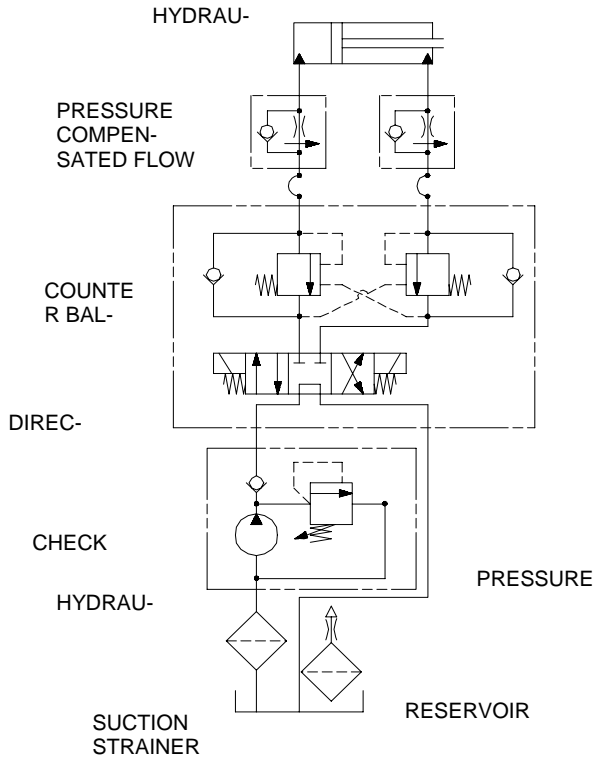 HYDRAU-
PRESSURE
COMPEN-
SATED FLOW
COUNTE
R BAL-
DIREC-
CHECK
PRESSURE
HYDRAU-
RESERVOIR
SUCTION
STRAINER